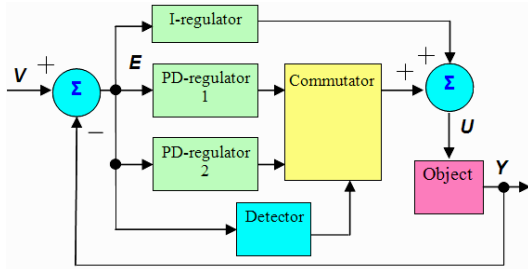 I-regulator
+
+
V
E
PD-regulator
1
Commutator
+
Σ
Σ
−
U
PD-regulator
2
Object
Y
Detector